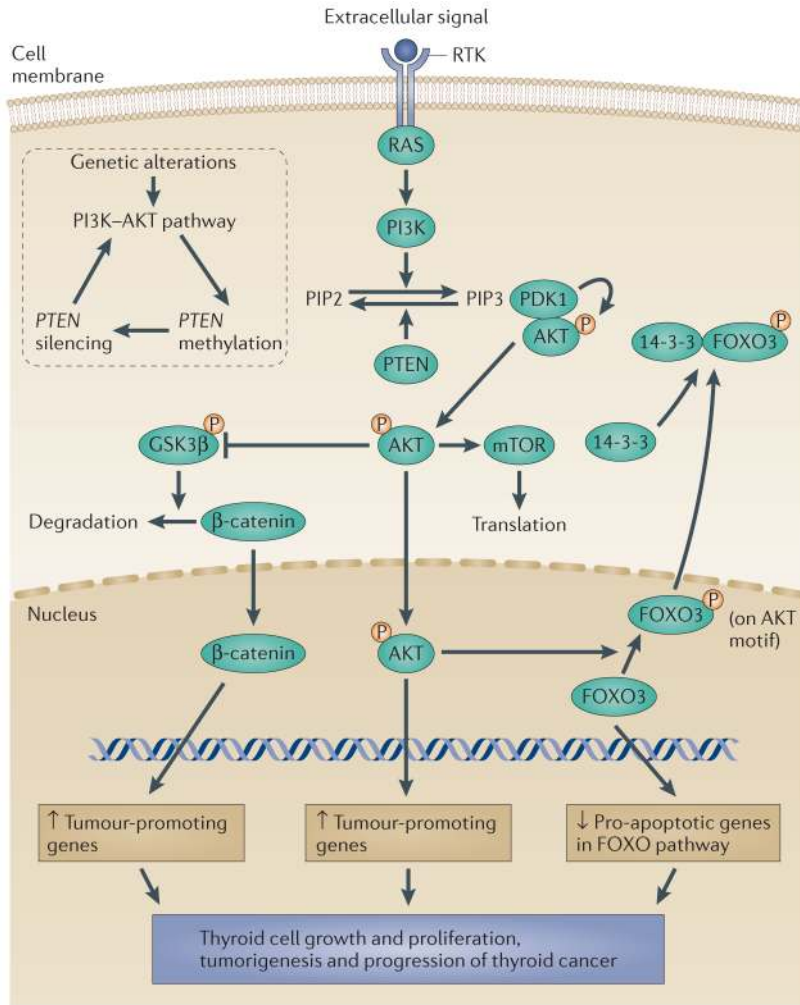 Extracellular signal
Cell
membrane
RTK
RAS
Genetic alterations
PI3K–AKT pathway
PTEN
silencing
PTEN
methylation
PI3K
PIP2
PIP3
PDK1
AKT
P
PTEN
P
14-3-3
FOXO3
14-3-3
P
GSK3β
P
AKT
mTOR
Degradation
β-catenin
Translation
Nucleus
β-catenin
P
AKT
P
FOXO3
(on AKT
motif)
FOXO3
↑ Tumour-promoting
genes
↑ Tumour-promoting
genes
↓ Pro-apoptotic genes
in FOXO pathway
Thyroid cell growth and proliferation,
tumorigenesis and progression of thyroid cancer